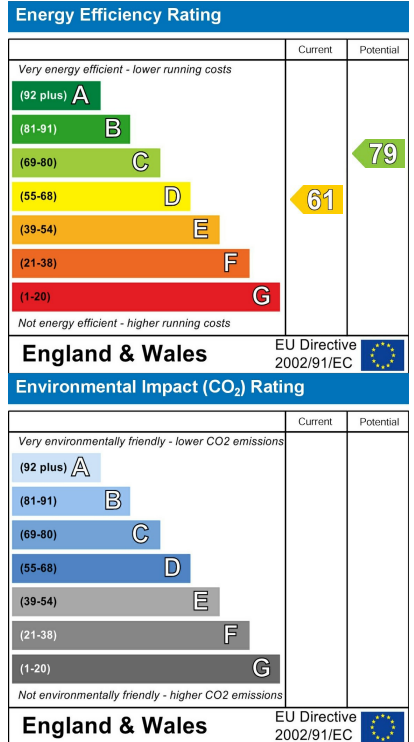 Energy Efficiency Rating
Current Potential
Very energy efficient - lower running costs
(92 plus) A
(81-91) B
(69-80) C
79
(55-68) D
61
(39-54) E
(21-38) F
(1-20) G
Not energy efficient - higher running costs
England & Wales
EU Directive
2002/91/EC
Environmental Impact (CO₂) Rating
Current Potential
Very environmentally friendly - lower CO2 emissions
(92 plus) A
(81-91) B
(69-80) C
(55-68) D
(39-54) E
(21-38) F
(1-20) G
Not environmentally friendly - higher CO2 emissions
England & Wales
EU Directive
2002/91/EC